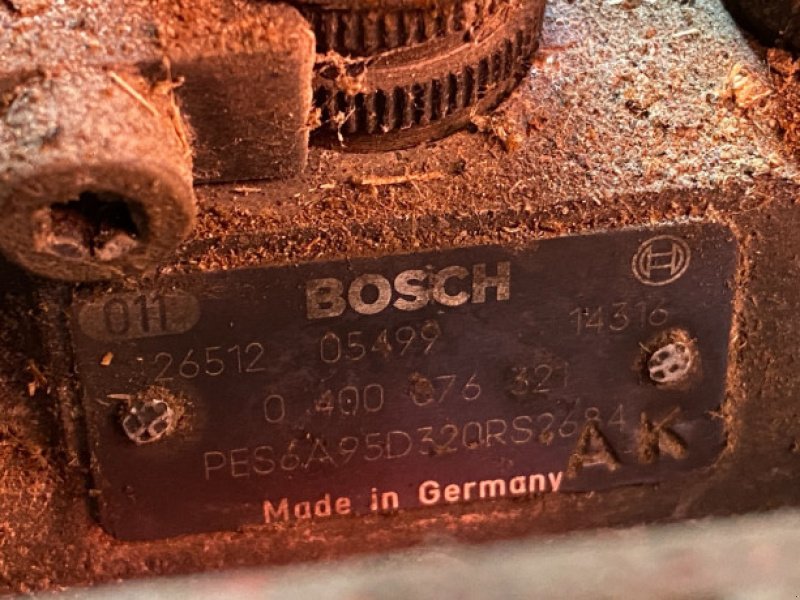 BOSCH
011
26512 05499 14316
0 400 876 321
PES6A95D320RS2684
AK
Made in Germany